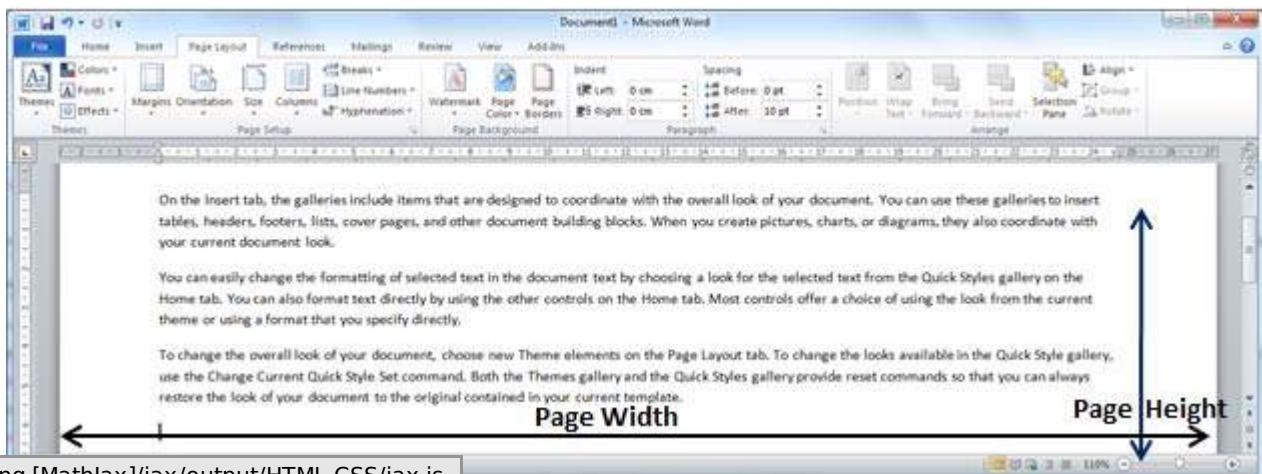 Document1 - Microsoft Word
File Home Insert Page Layout References Mailings Review View Add-Ins
Colors Breaks Indent Spacing Align
Fonts Line Numbers Left: 0 cm Before: 0 pt Group
Themes Effects Margins Orientation Size Columns Hyphenation Watermark Page Color Page Borders Right: 0 cm After: 10 pt Position Wrap Text Bring Forward Send Backward Selection Pane Rotate
Themes Page Setup Page Background Paragraph Arrange
On the Insert tab, the galleries include items that are designed to coordinate with the overall look of your document. You can use these galleries to insert
tables, headers, footers, lists, cover pages, and other document building blocks. When you create pictures, charts, or diagrams, they also coordinate with
your current document look.
You can easily change the formatting of selected text in the document text by choosing a look for the selected text from the Quick Styles gallery on the
Home tab. You can also format text directly by using the other controls on the Home tab. Most controls offer a choice of using the look from the current
theme or using a format that you specify directly.
To change the overall look of your document, choose new Theme elements on the Page Layout tab. To change the looks available in the Quick Style gallery,
use the Change Current Quick Style Set command. Both the Themes gallery and the Quick Styles gallery provide reset commands so that you can always
restore the look of your document to the original contained in your current template.
Page Width
Page Height
110%
ng [MathJax]/jax/output/HTML-CSS/jax.js